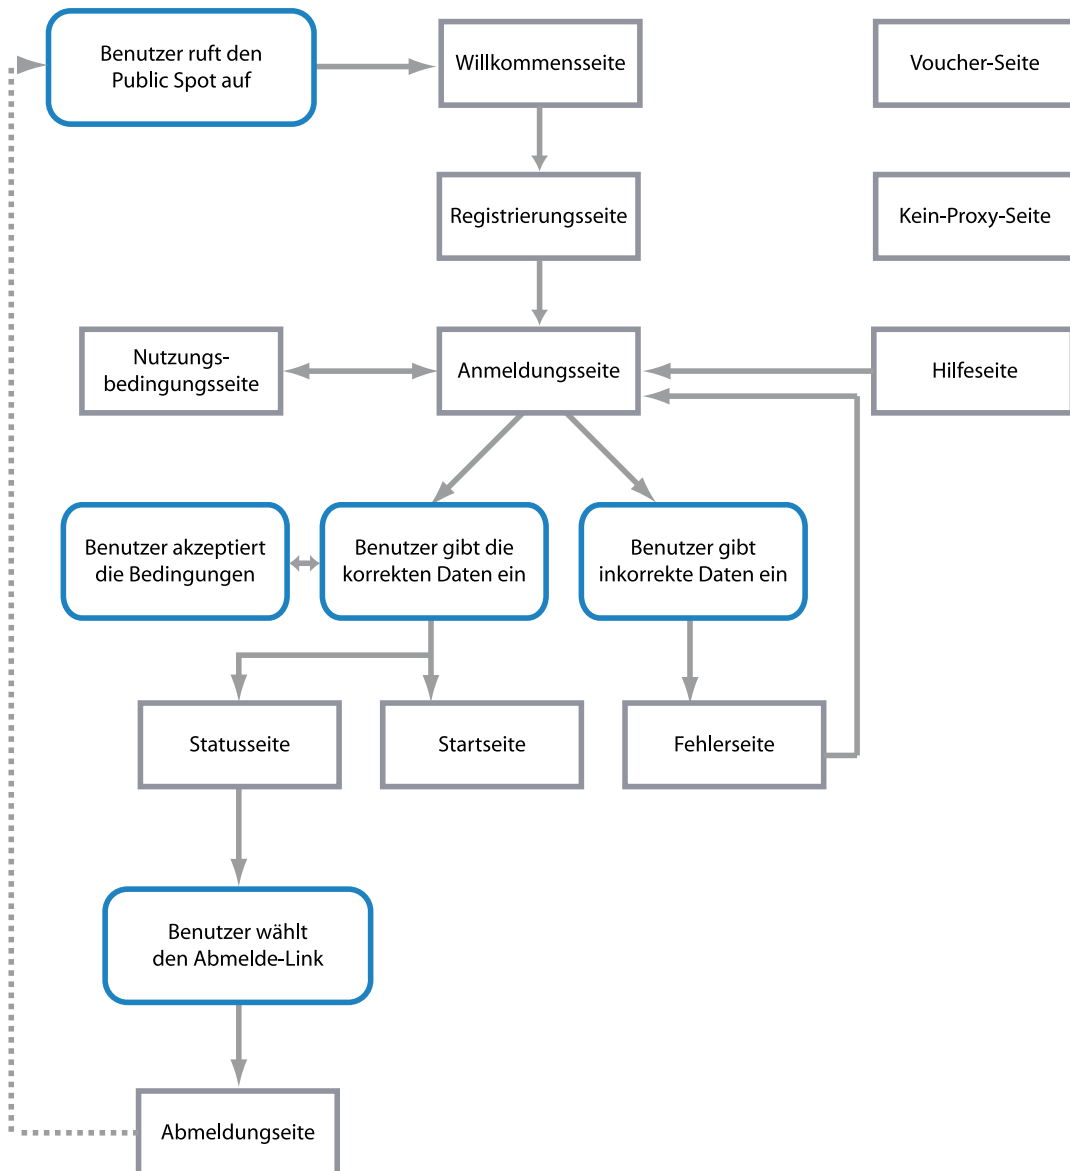 Benutzer ruft den
Public Spot auf
Willkommensseite
Voucher-Seite
Registrierungsseite
Kein-Proxy-Seite
Nutzungs-
bedingungsseite
Anmeldungsseite
Hilfeseite
Benutzer akzeptiert
die Bedingungen
Benutzer gibt die
korrekten Daten ein
Benutzer gibt
inkorrekte Daten ein
Statusseite
Startseite
Fehlerseite
Benutzer wählt
den Abmelde-Link
Abmeldungseite